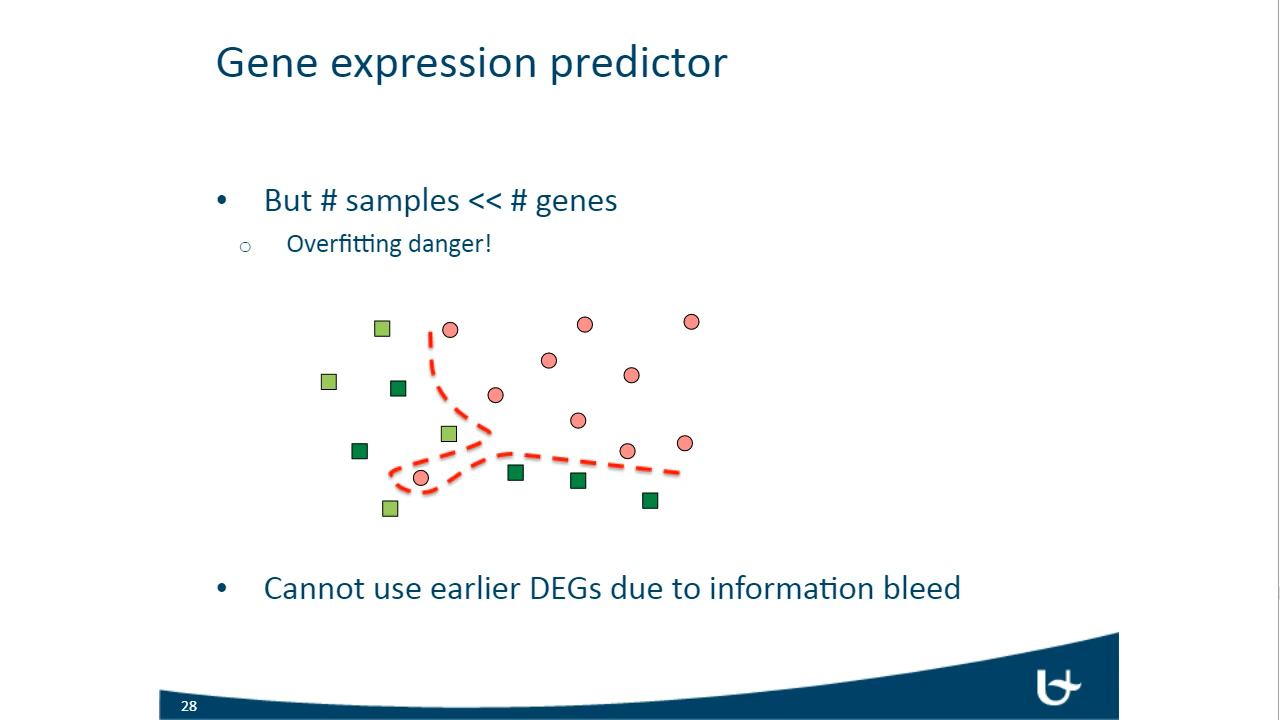 Gene expression predictor
• But # samples << # genes
○ Overfitting danger!
• Cannot use earlier DEGs due to information bleed
28